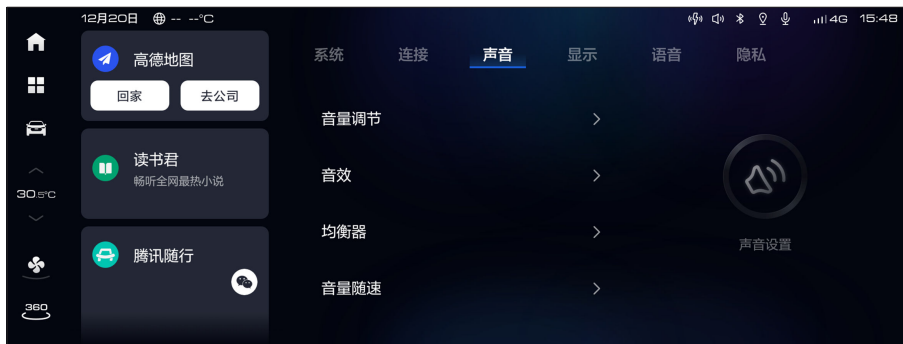 12月20日 -- --°C
4G 15:48
高德地图
回家 去公司
读书君
畅听全网最热小说
腾讯随行
30.5°C
360
系统 连接 声音 显示 语音 隐私
音量调节
音效
均衡器
音量随速
声音设置